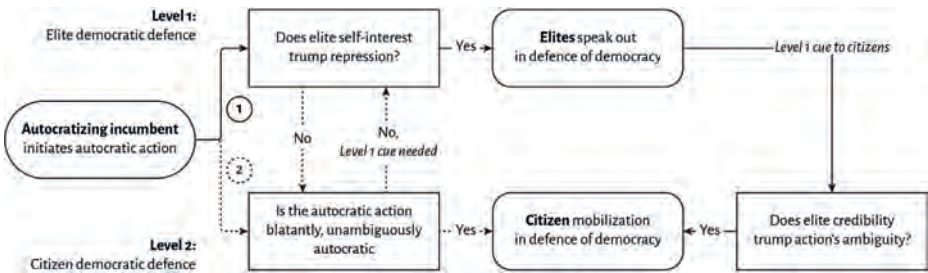 Level 1:
Elite democratic defence
Does elite self-interest
trump repression?
Yes
Elites speak out
in defence of democracy
Level 1 cue to citizens
1
Autocratizing incumbent
initiates autocratic action
No
No,
Level 1 cue needed
2
Is the autocratic action
blatantly, unambiguously
autocratic
Yes
Citizen mobilization
in defence of democracy
Yes
Does elite credibility
trump action's ambiguity?
Level 2:
Citizen democratic defence